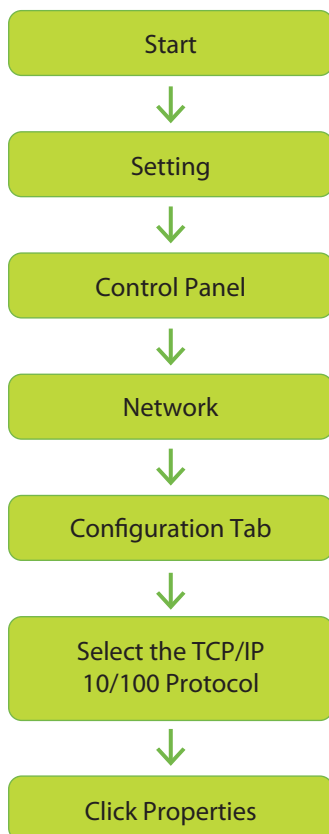 Start
Setting
Control Panel
Network
Configuration Tab
Select the TCP/IP
10/100 Protocol
Click Properties